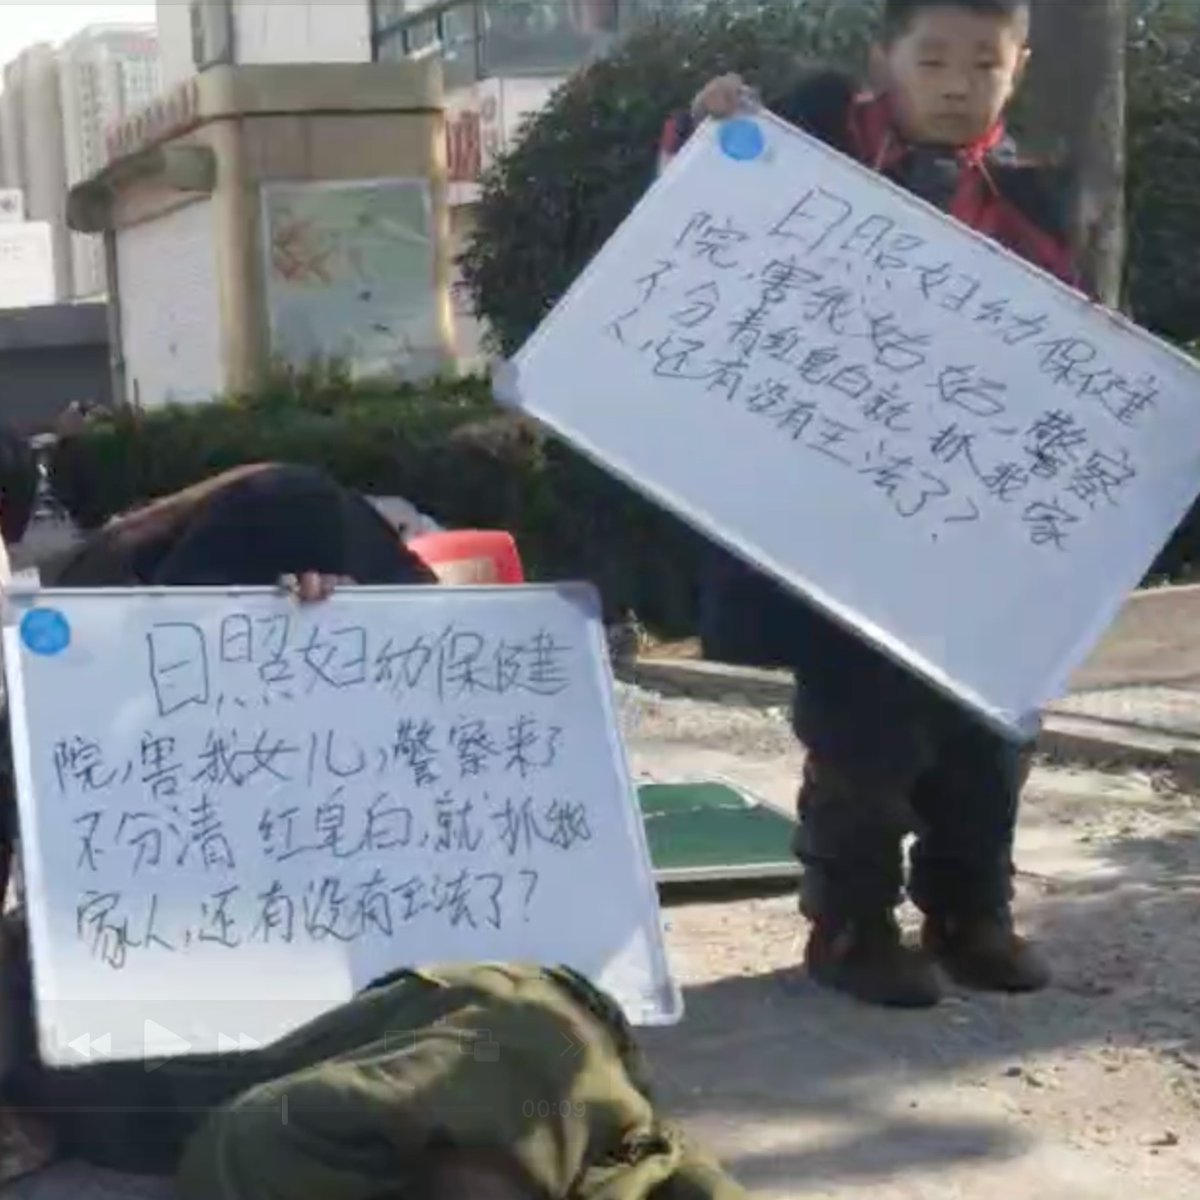 日照妇幼保健
院，害我姑姑，警察
不分青红皂白就抓我家
人，还有没有王法了？
日照妇幼保健
院，害我女儿，警察来了
不分清红皂白，就抓我
家人，还有没有王法了？
00:09